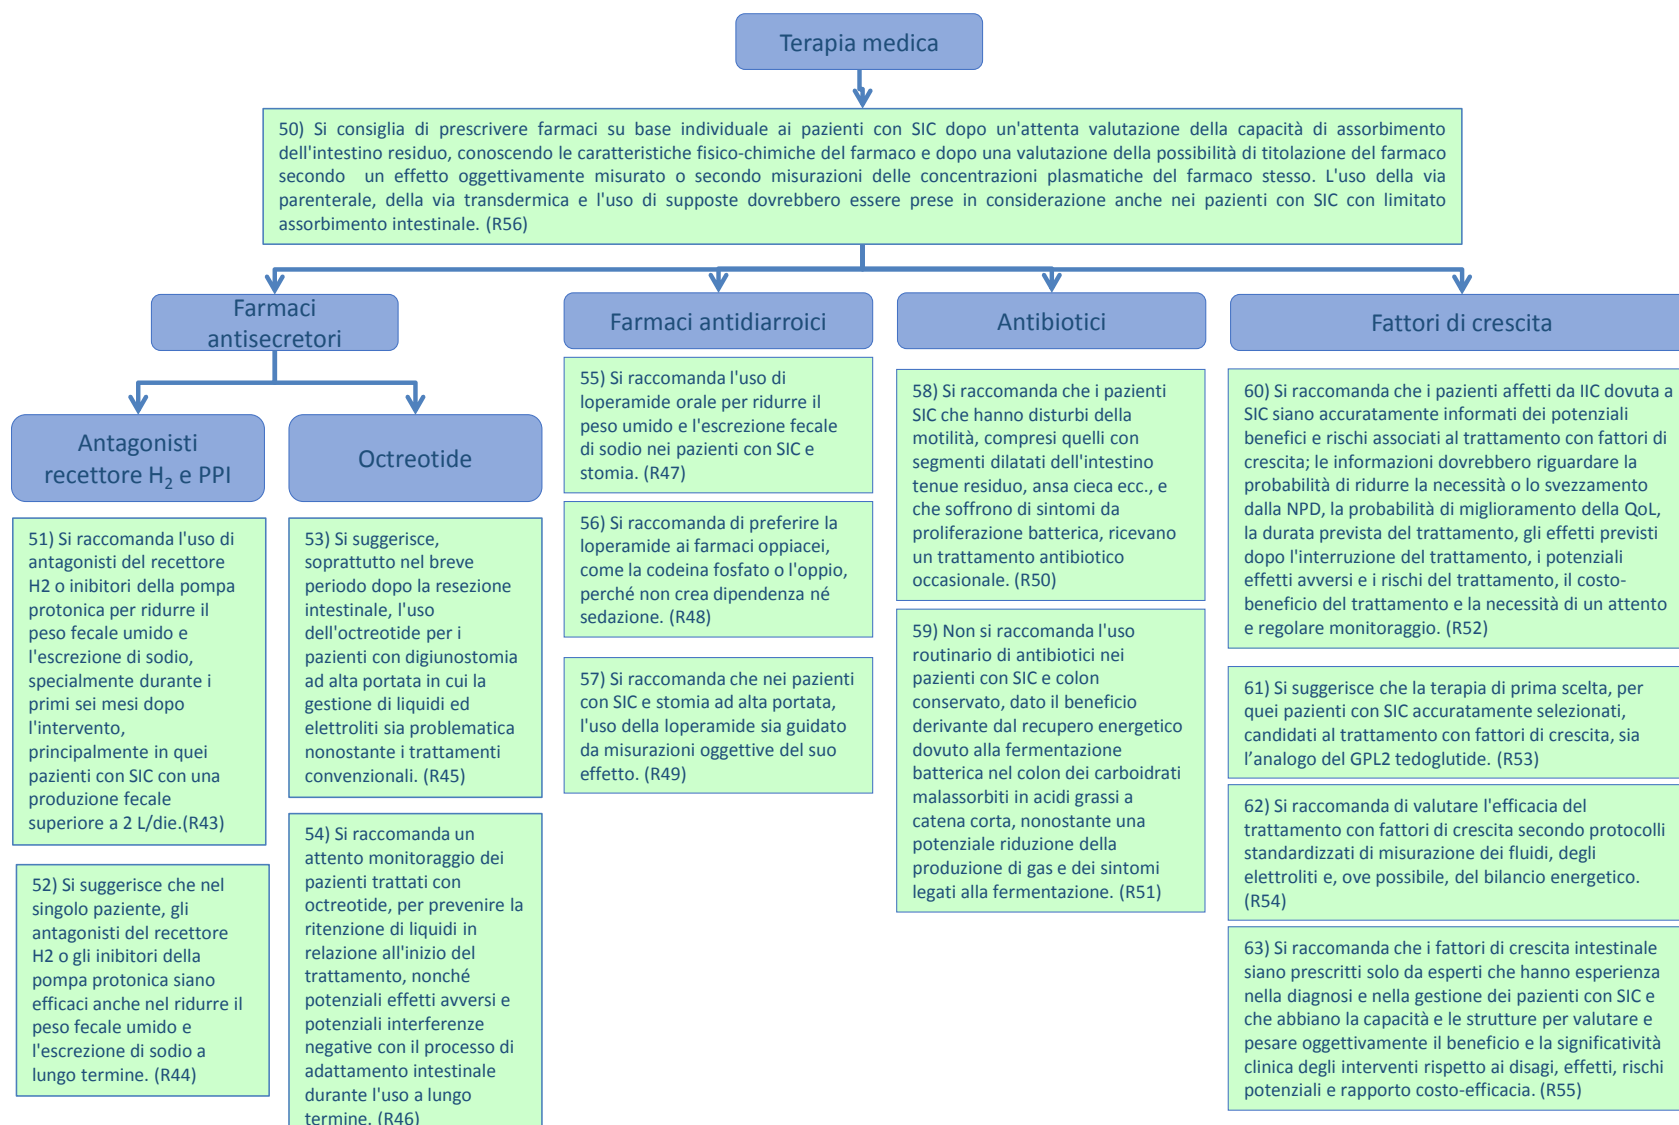 Terapia medica
50) Si consiglia di prescrivere farmaci su base individuale ai pazienti con SIC dopo un'attenta valutazione della capacità di assorbimento
dell'intestino residuo, conoscendo le caratteristiche fisico-chimiche del farmaco e dopo una valutazione della possibilità di titolazione del farmaco
secondo un effetto oggettivamente misurato o secondo misurazioni delle concentrazioni plasmatiche del farmaco stesso. L'uso della via
parenterale, della via transdermica e l'uso di supposte dovrebbero essere prese in considerazione anche nei pazienti con SIC con limitato
assorbimento intestinale. (R56)
Farmaci
antisecretori
Antagonisti
recettore H₂ e PPI
51) Si raccomanda l'uso di
antagonisti del recettore
H2 o inibitori della pompa
protonica per ridurre il
peso fecale umido e
l'escrezione di sodio,
specialmente durante i
primi sei mesi dopo
l'intervento,
principalmente in quei
pazienti con SIC con una
produzione fecale
superiore a 2 L/die.(R43)
52) Si suggerisce che nel
singolo paziente, gli
antagonisti del recettore
H2 o gli inibitori della
pompa protonica siano
efficaci anche nel ridurre il
peso fecale umido e
l'escrezione di sodio a
lungo termine. (R44)
Octreotide
53) Si suggerisce,
soprattutto nel breve
periodo dopo la resezione
intestinale, l'uso
dell'octreotide per i
pazienti con digiunostomia
ad alta portata in cui la
gestione di liquidi ed
elettroliti sia problematica
nonostante i trattamenti
convenzionali. (R45)
54) Si raccomanda un
attento monitoraggio dei
pazienti trattati con
octreotide, per prevenire la
ritenzione di liquidi in
relazione all'inizio del
trattamento, nonché
potenziali effetti avversi e
potenziali interferenze
negative con il processo di
adattamento intestinale
durante l'uso a lungo
termine. (R46)
Farmaci antidiarroici
55) Si raccomanda l'uso di
loperamide orale per ridurre il
peso umido e l'escrezione fecale
di sodio nei pazienti con SIC e
stomia. (R47)
56) Si raccomanda di preferire la
loperamide ai farmaci oppiacei,
come la codeina fosfato o l'oppio,
perché non crea dipendenza né
sedazione. (R48)
57) Si raccomanda che nei pazienti
con SIC e stomia ad alta portata,
l'uso della loperamide sia guidato
da misurazioni oggettive del suo
effetto. (R49)
Antibiotici
58) Si raccomanda che i pazienti
SIC che hanno disturbi della
motilità, compresi quelli con
segmenti dilatati dell'intestino
tenue residuo, ansa cieca ecc., e
che soffrono di sintomi da
proliferazione batterica, ricevano
un trattamento antibiotico
occasionale. (R50)
59) Non si raccomanda l'uso
routinario di antibiotici nei
pazienti con SIC e colon
conservato, dato il beneficio
derivante dal recupero energetico
dovuto alla fermentazione
batterica nel colon dei carboidrati
malassorbiti in acidi grassi a
catena corta, nonostante una
potenziale riduzione della
produzione di gas e dei sintomi
legati alla fermentazione. (R51)
Fattori di crescita
60) Si raccomanda che i pazienti affetti da IIC dovuta a
SIC siano accuratamente informati dei potenziali
benefici e rischi associati al trattamento con fattori di
crescita; le informazioni dovrebbero riguardare la
probabilità di ridurre la necessità o lo svezzamento
dalla NPD, la probabilità di miglioramento della QoL,
la durata prevista del trattamento, gli effetti previsti
dopo l'interruzione del trattamento, i potenziali
effetti avversi e i rischi del trattamento, il costo-
beneficio del trattamento e la necessità di un attento
e regolare monitoraggio. (R52)
61) Si suggerisce che la terapia di prima scelta, per
quei pazienti con SIC accuratamente selezionati,
candidati al trattamento con fattori di crescita, sia
l’analogo del GPL2 tedoglutide. (R53)
62) Si raccomanda di valutare l'efficacia del
trattamento con fattori di crescita secondo protocolli
standardizzati di misurazione dei fluidi, degli
elettroliti e, ove possibile, del bilancio energetico.
(R54)
63) Si raccomanda che i fattori di crescita intestinale
siano prescritti solo da esperti che hanno esperienza
nella diagnosi e nella gestione dei pazienti con SIC e
che abbiano la capacità e le strutture per valutare e
pesare oggettivamente il beneficio e la significatività
clinica degli interventi rispetto ai disagi, effetti, rischi
potenziali e rapporto costo-efficacia. (R55)